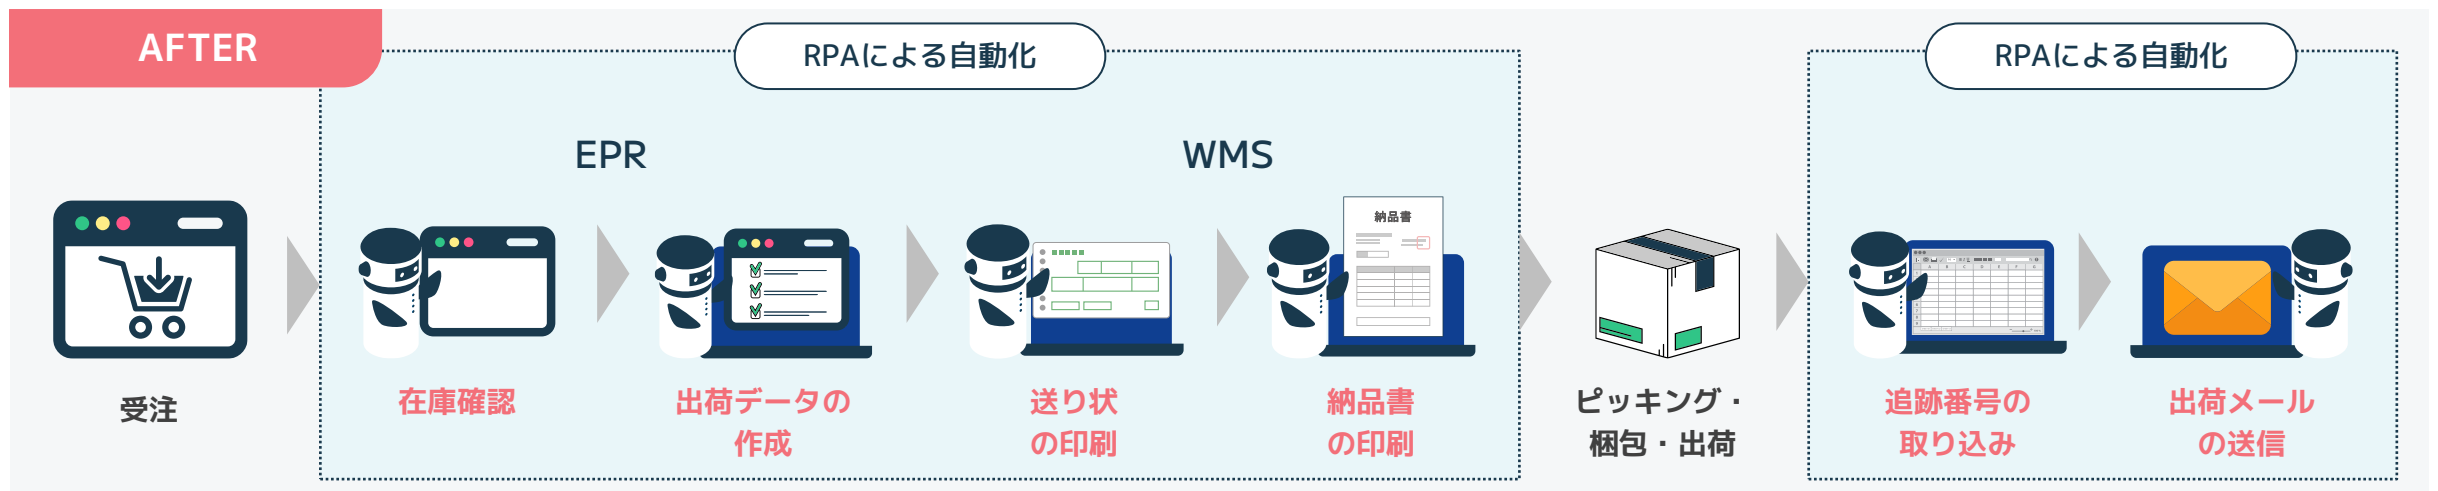 AFTER
RPAによる自動化
RPAによる自動化
EPR
WMS
納品書
受注
在庫確認
出荷データの
作成
送り状
の印刷
納品書
の印刷
ピッキング・
梱包・出荷
追跡番号の
取り込み
出荷メール
の送信